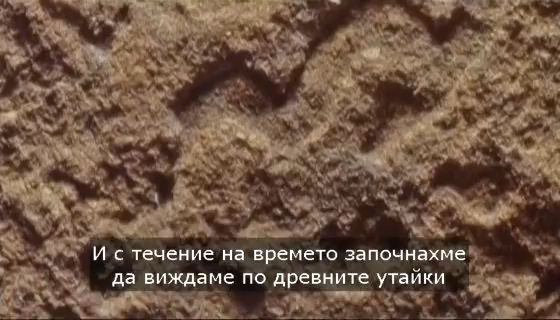 И с течение на времето започнахме
да виждаме по древните утайки